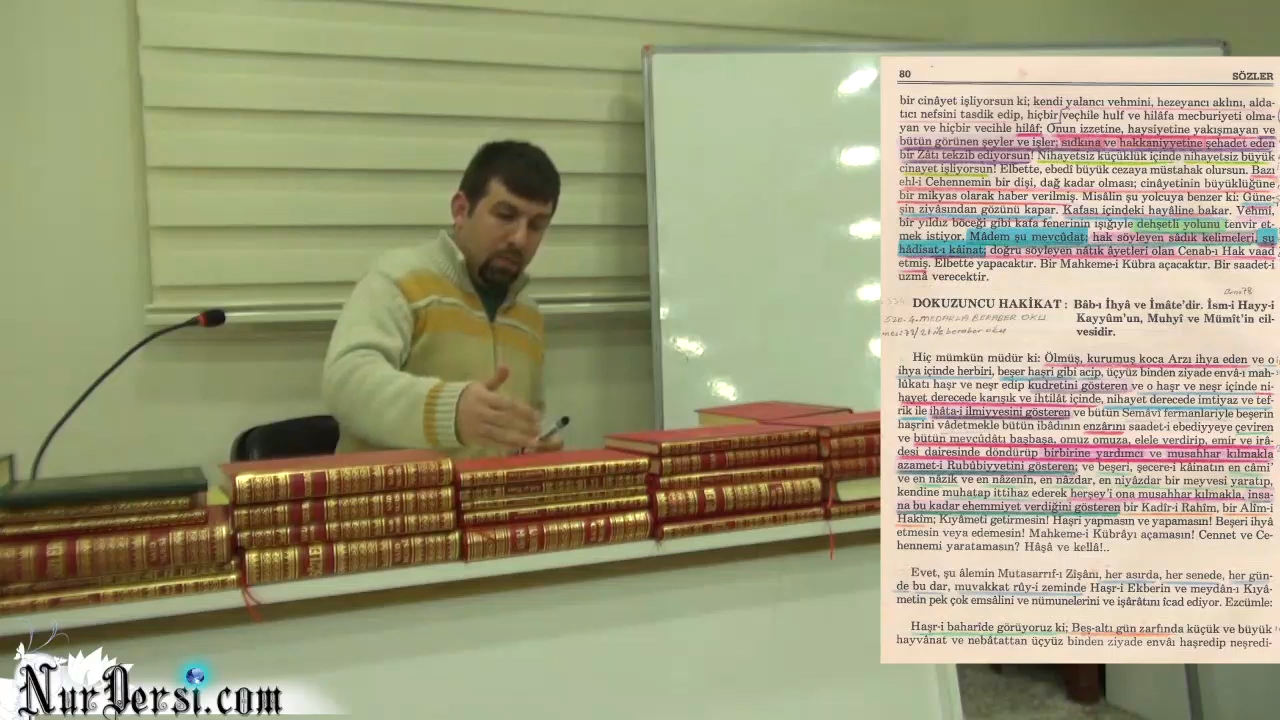 80 SÖZLER
bir cinâyet işliyorsun ki; kendi yalancı vehmini, hezeyancı aklını, alda-
tıcı nefsini tasdik edip, hiçbir veçhile hulf ve hilâfa mecburiyeti olma-
yan ve hiçbir vecihle hilâf; Onun izzetine, haysiyetine yakışmayan ve
bütün görünen şeyler ve işler; sıdkına ve hakkaniyyetine şehadet eden
bir Zâtı tekzib ediyorsun! Nihayetsiz küçüklük içinde nihayetsiz büyük
cinayet işliyorsun! Elbette, ebedî büyük cezaya müstahak olursun. Bazı
ehl-i Cehennemin bir dişi, dağ kadar olması; cinâyetinin büyüklüğüne
bir mikyas olarak haber verilmiş. Misâlin şu yolcuya benzer ki: Güne-
şin ziyâsından gözünü kapar. Kafası içindeki hayâline bakar. Vehmi,
bir yıldız böceği gibi kafa fenerinin ışığiyle dehşetli yolunu tenvir et-
mek istiyor. Mâdem şu mevcûdat; hak söyleyen sâdık kelimeleri, şu
hâdisat-ı kâinat; doğru söyleyen nâtık âyetleri olan Cenab-ı Hak vaad
etmiş. Elbette yapacaktır. Bir Mahkeme-i Kübra açacaktır. Bir saadet-i
uzmâ verecektir.
DOKUZUNCU HAKİKAT : Bâb-ı İhyâ ve İmâte'dir. İsm-i Hayy-i
Kayyûm'un, Muhyî ve Mümît'in cil-
vesidir.
MEDARLA BERABER OKU
ile beraber oku
Hiç mümkün müdür ki: Ölmüş, kurumuş koca Arzı ihya eden ve o
ihya içinde herbiri, beşer haşri gibi acip, üçyüz binden ziyade envâ-ı mah-
lûkatı haşr ve neşr edip kudretini gösteren ve o haşr ve neşr içinde ni-
hayet derecede karışık ve ihtilât içinde, nihayet derecede imtiyaz ve tef-
rik ile ihâta-i ilmiyyesini gösteren ve bütün Semâvî fermanlariyle beşerin
haşrini vâdetmekle bütün ibâdının enzârını saadet-i ebediyyeye çeviren
ve bütün mevcûdâtı başbaşa, omuz omuza, elele verdirip, emir ve irâ-
desi dairesinde döndürüp birbirine yardımcı ve musahhar kılmakla
azamet-i Rubûbiyyetini gösteren; ve beşeri, şecere-i kâinatın en câmi'
ve en nâzik ve en nâzenin, en nâzdar, en niyâzdar bir meyvesi yaratıp,
kendine muhatap ittihaz ederek herşey'i ona musahhar kılmakla, insa-
na bu kadar ehemmiyet verdiğini gösteren bir Kadîr-i Rahîm, bir Alîm-i
Hakîm; Kıyâmeti getirmesin! Haşri yapmasın ve yapamasın! Beşeri ihyâ
etmesin veya edemesin! Mahkeme-i Kübrâyı açamasın! Cennet ve Ce-
hennemi yaratamasın? Hâşâ ve kellâ!..
Evet, şu âlemin Mutasarrıf-ı Zîşânı, her asırda, her senede, her gün-
de bu dar, muvakkat rûy-i zeminde Haşr-i Ekberin ve meydân-ı Kıyâ-
metin pek çok emsâlini ve nümunelerini ve işârâtını îcad ediyor. Ezcümle:
Haşr-i baharîde görüyoruz ki; Beş-altı gün zarfında küçük ve büyük
hayvânat ve nebâtattan üçyüz binden ziyade envâı haşredip neşredi-
NurDersi.com